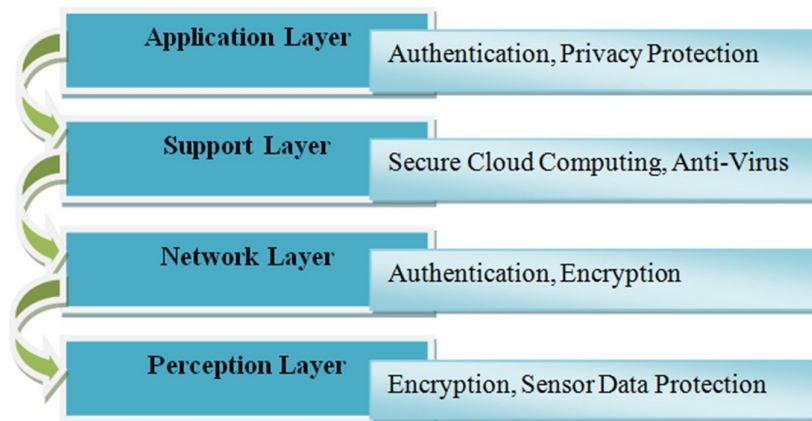 Application Layer
Authentication, Privacy Protection
Support Layer
Secure Cloud Computing, Anti-Virus
Network Layer
Authentication, Encryption
Perception Layer
Encryption, Sensor Data Protection